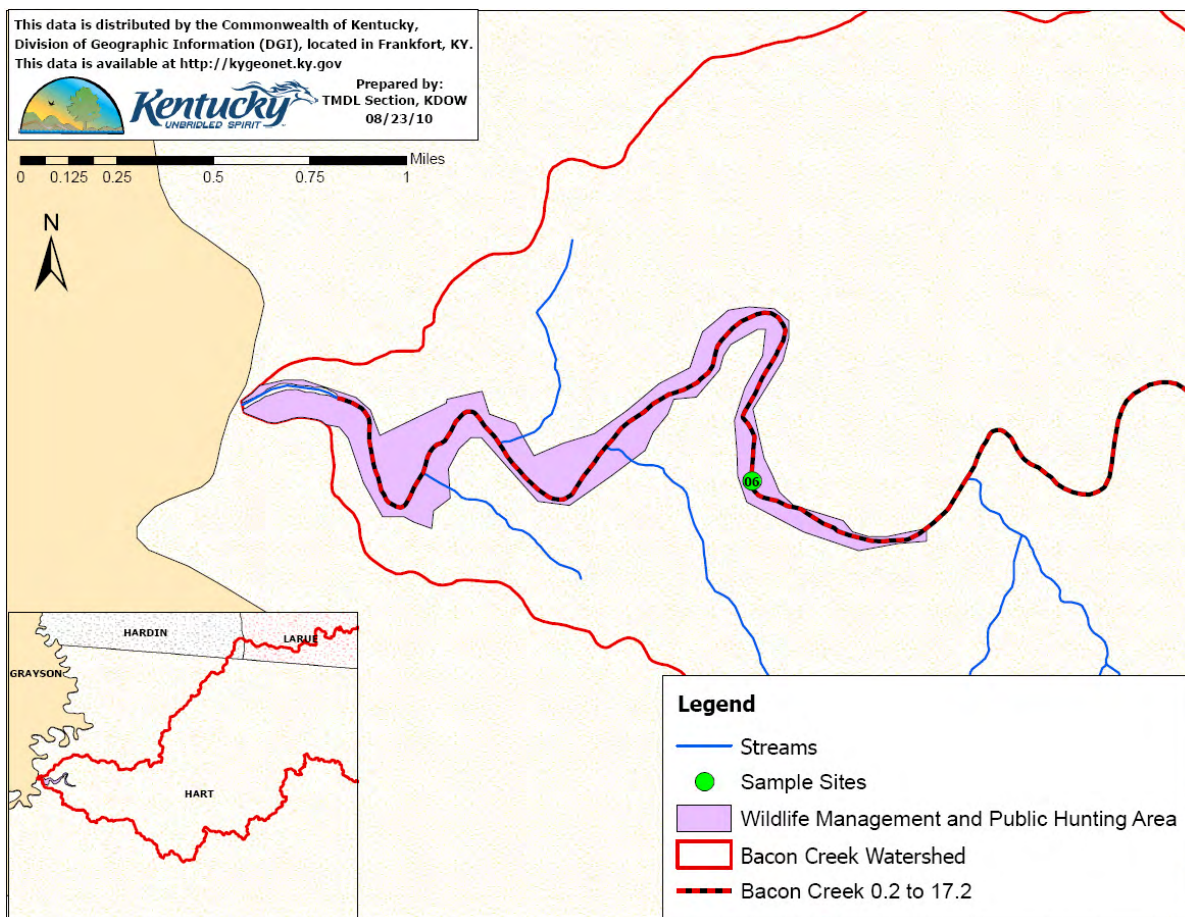 This data is distributed by the Commonwealth of Kentucky,
Division of Geographic Information (DGI), located in Frankfort, KY.
This data is available at http://kygeonet.ky.gov
Kentucky
UNBRIDLED SPIRIT
Prepared by:
TMDL Section, KDOW
08/23/10
Miles
0 0.125 0.25 0.5 0.75 1
N
06
HARDIN
LARUE
GRAYSON
HART
Legend
Streams
Sample Sites
Wildlife Management and Public Hunting Area
Bacon Creek Watershed
Bacon Creek 0.2 to 17.2